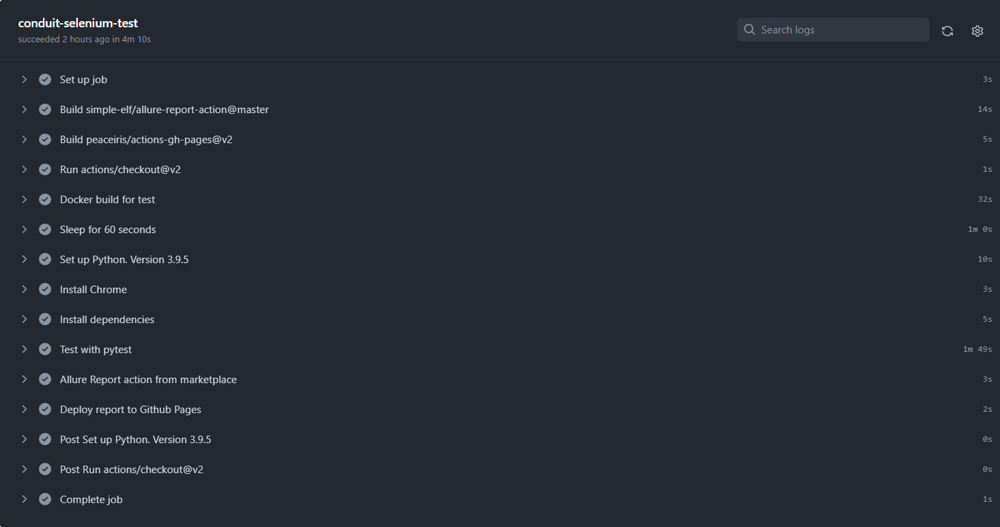 conduit-selenium-test
succeeded 2 hours ago in 4m 10s
Search logs
Set up job 3s
Build simple-elf/allure-report-action@master 14s
Build peaceiris/actions-gh-pages@v2 5s
Run actions/checkout@v2 1s
Docker build for test 32s
Sleep for 60 seconds 1m 0s
Set up Python. Version 3.9.5 10s
Install Chrome 3s
Install dependencies 5s
Test with pytest 1m 49s
Allure Report action from marketplace 3s
Deploy report to Github Pages 2s
Post Set up Python. Version 3.9.5 0s
Post Run actions/checkout@v2 0s
Complete job 1s